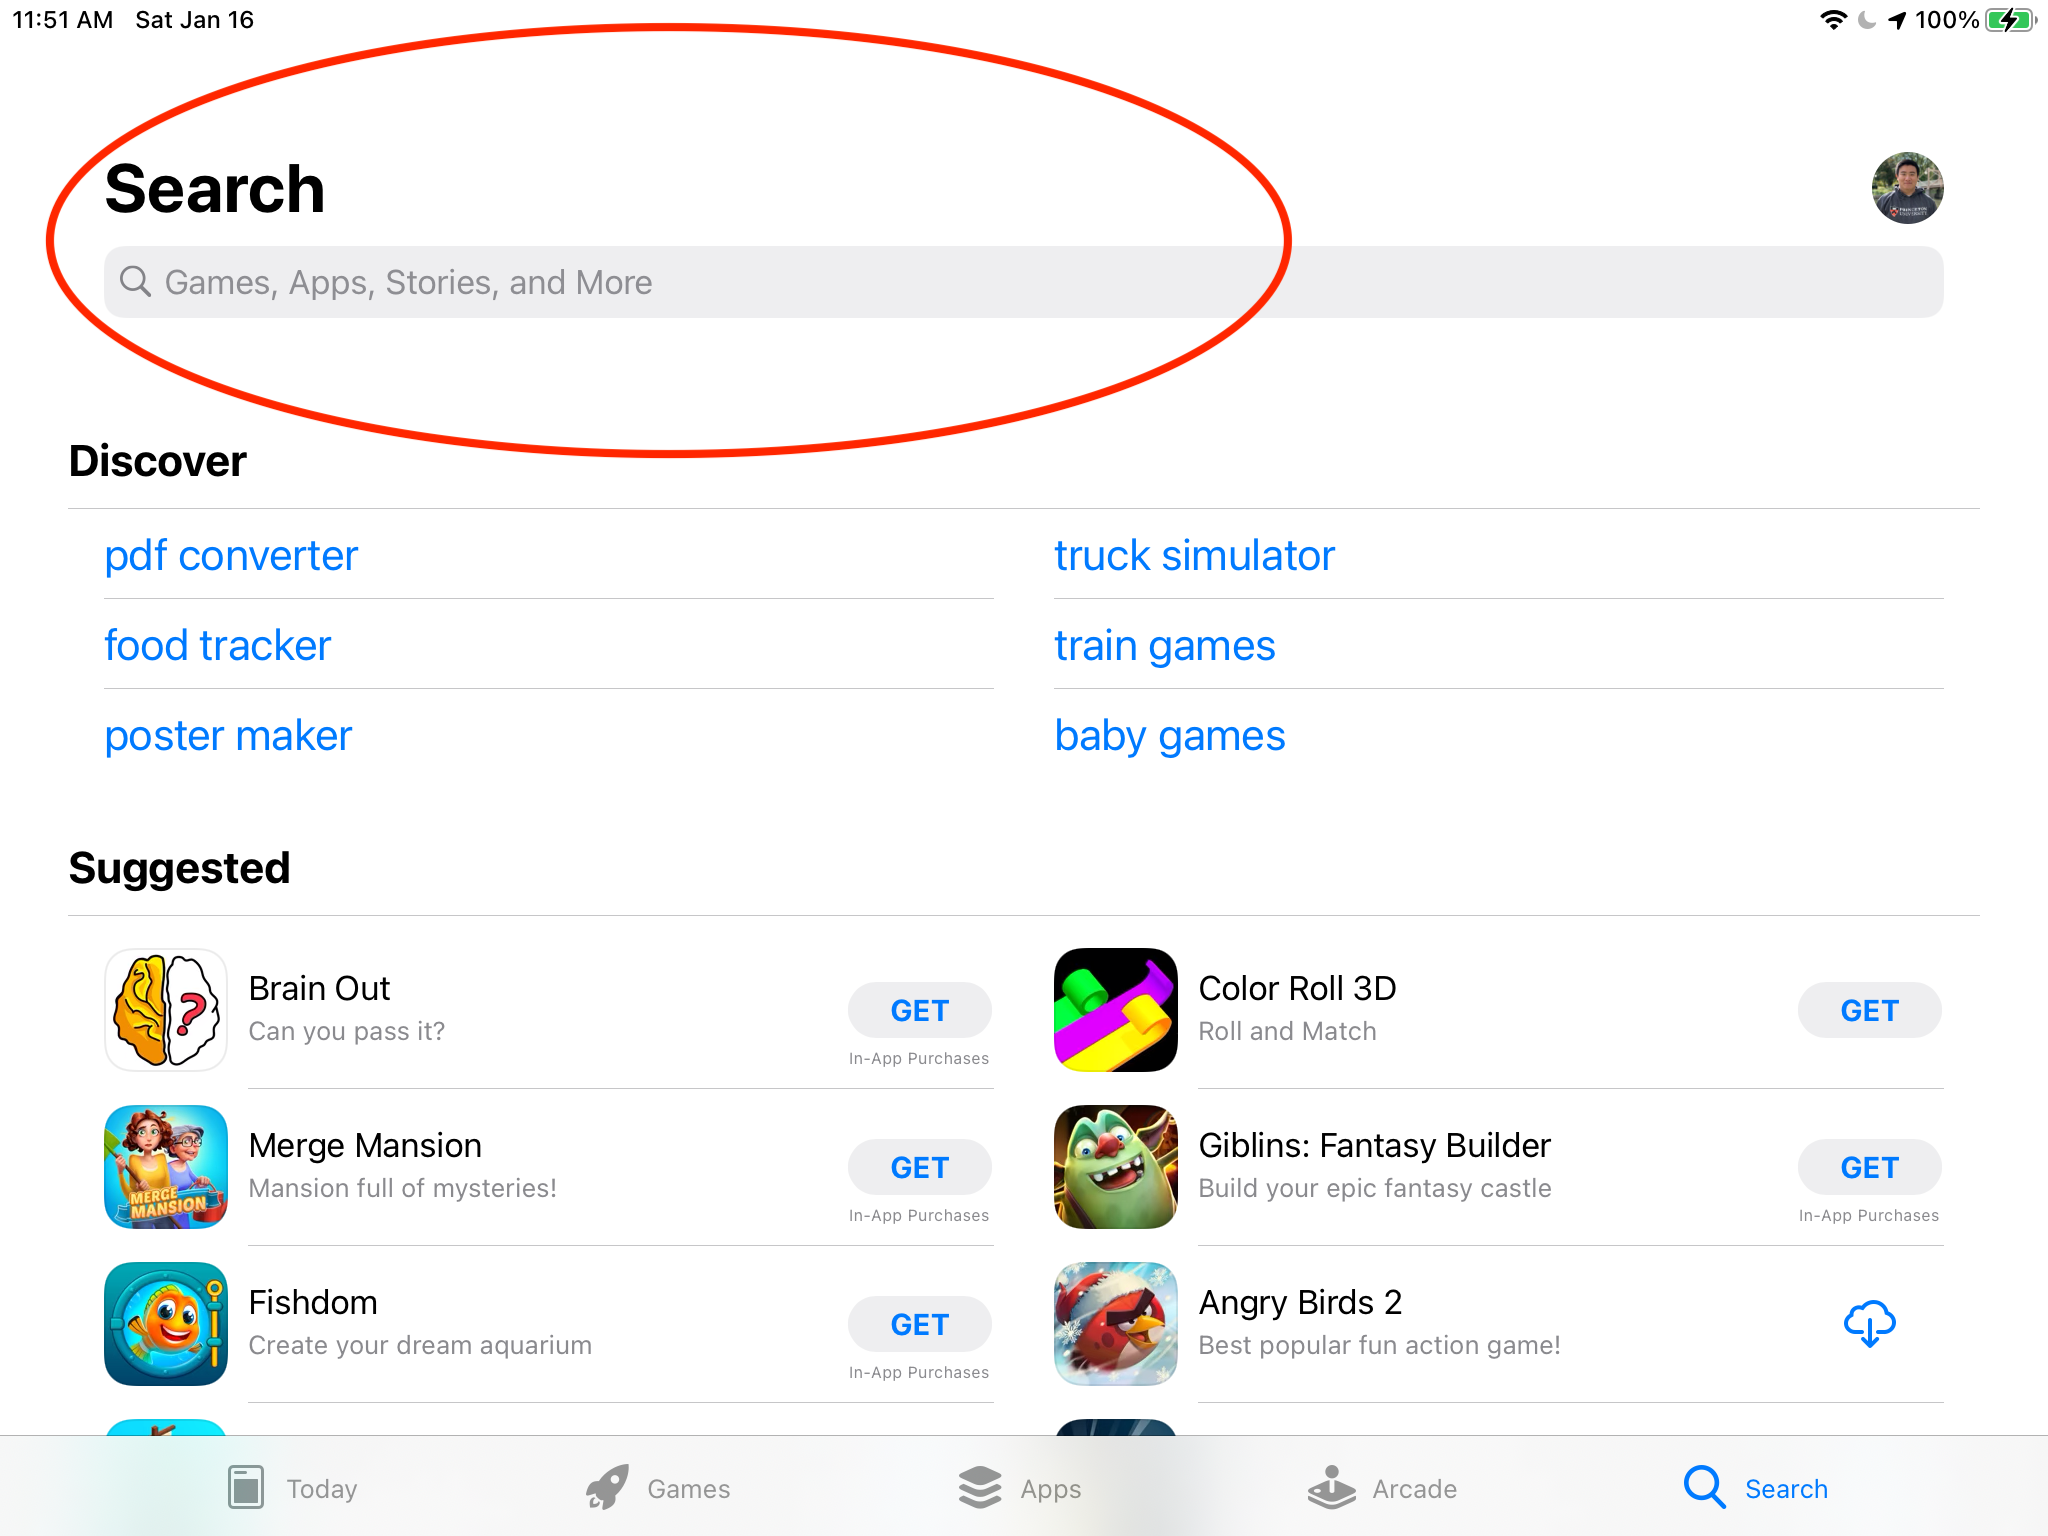 11:51 AM Sat Jan 16
100%
Search
Games, Apps, Stories, and More
Discover
pdf converter
truck simulator
food tracker
train games
poster maker
baby games
Suggested
Brain Out
Can you pass it?
GET
In-App Purchases
Color Roll 3D
Roll and Match
GET
MERGE
MANSION
Merge Mansion
Mansion full of mysteries!
GET
In-App Purchases
Giblins: Fantasy Builder
Build your epic fantasy castle
GET
In-App Purchases
Fishdom
Create your dream aquarium
GET
In-App Purchases
Angry Birds 2
Best popular fun action game!
Today
Games
Apps
Arcade
Search